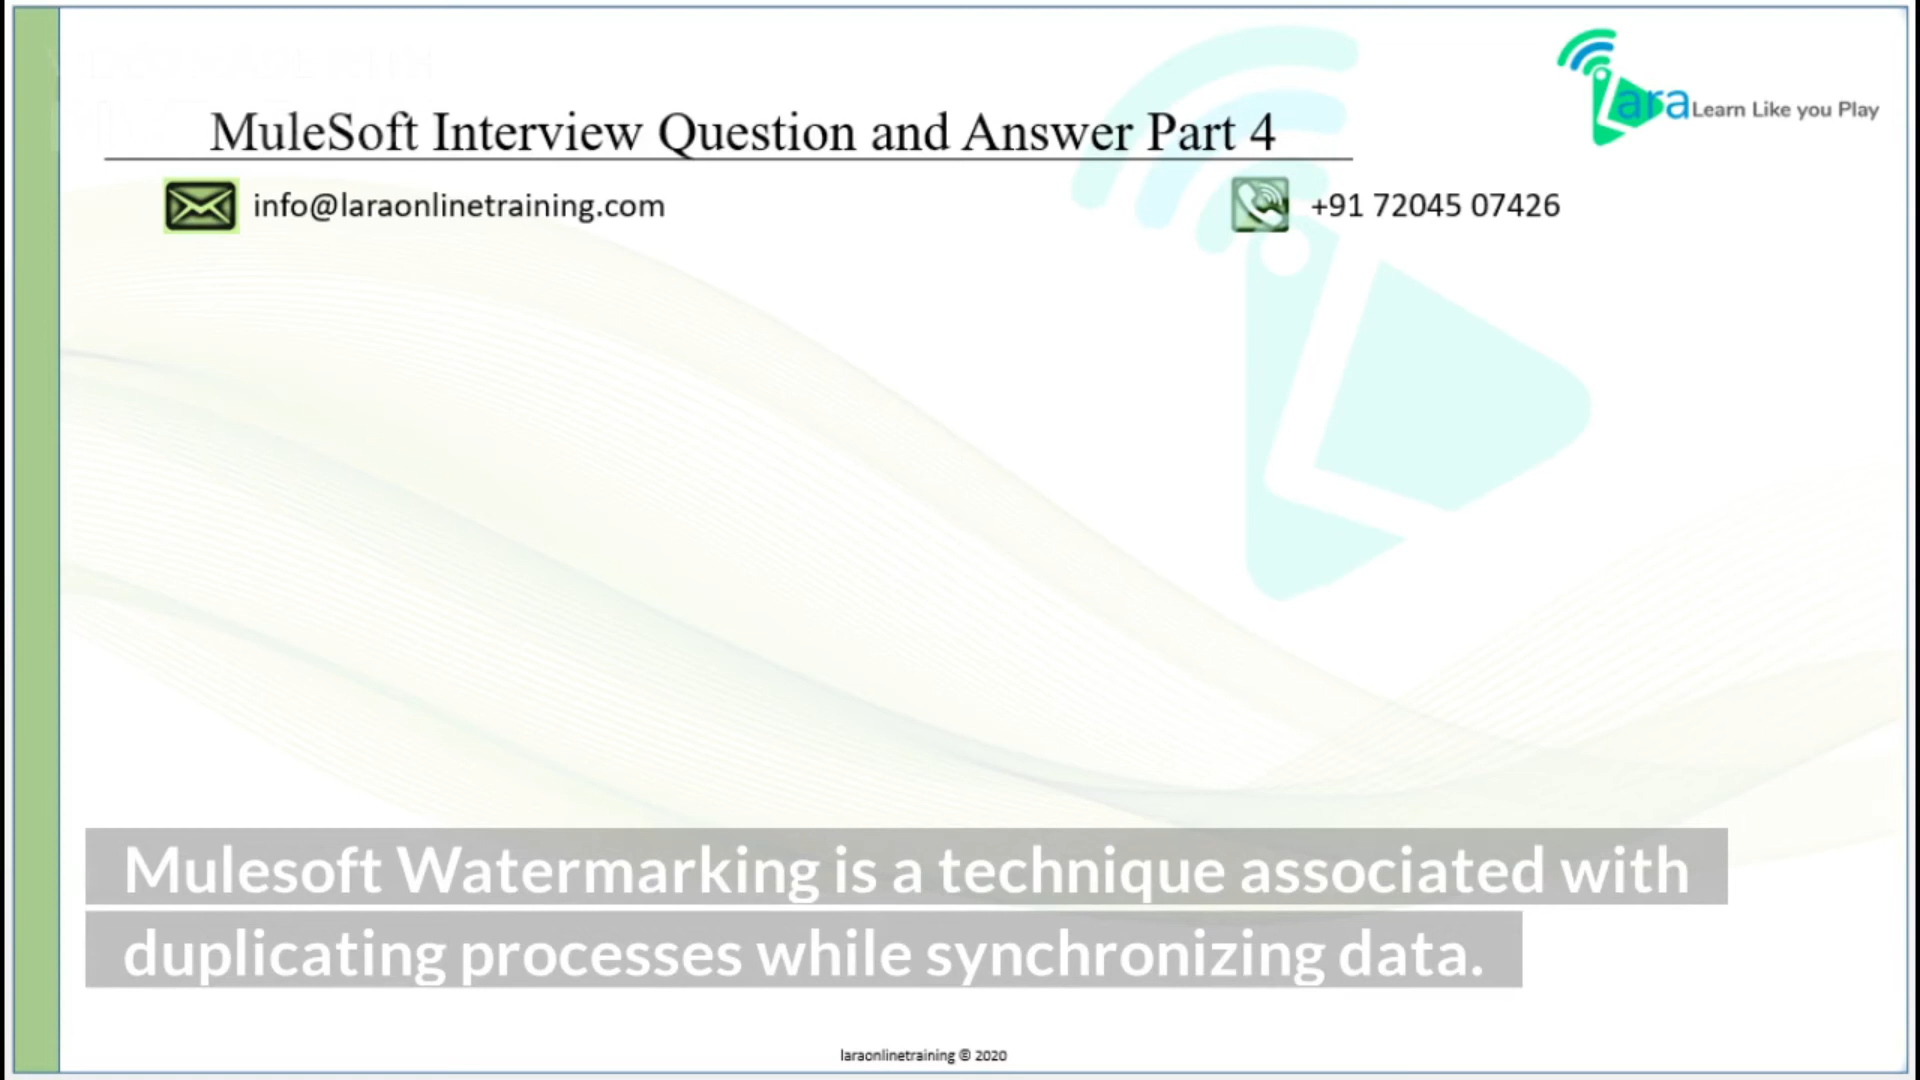 MuleSoft Interview Question and Answer Part 4
Lara Learn Like you Play
info@laraonlinetraining.com
+91 72045 07426
Mulesoft Watermarking is a technique associated with
duplicating processes while synchronizing data.
laraonlinetraining © 2020